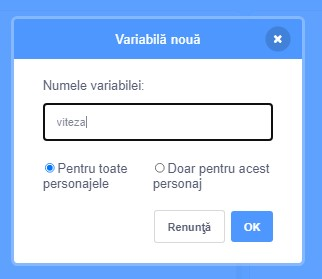 Variabilă nouă
Numele variabilei:
viteza
Pentru toate personajele
Doar pentru acest personaj
Renunţă
OK